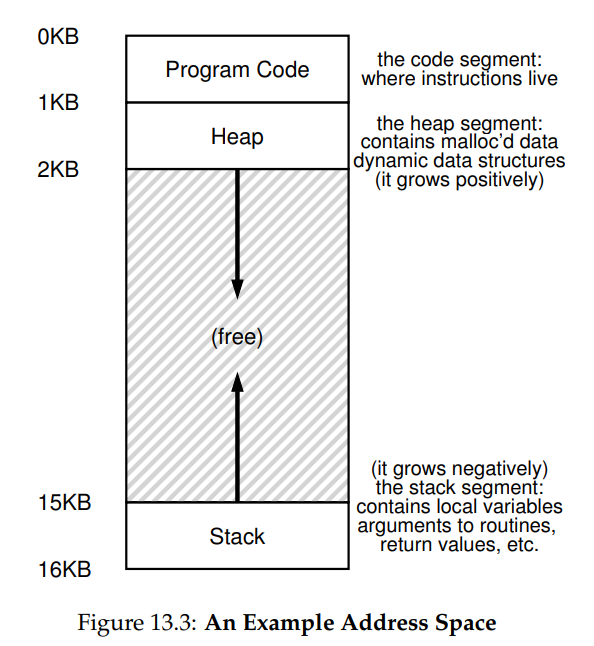 0KB
Program Code
the code segment:
where instructions live
1KB
Heap
the heap segment:
contains malloc'd data
dynamic data structures
(it grows positively)
2KB
(free)
(it grows negatively)
the stack segment:
contains local variables
arguments to routines,
return values, etc.
15KB
Stack
16KB
Figure 13.3: An Example Address Space